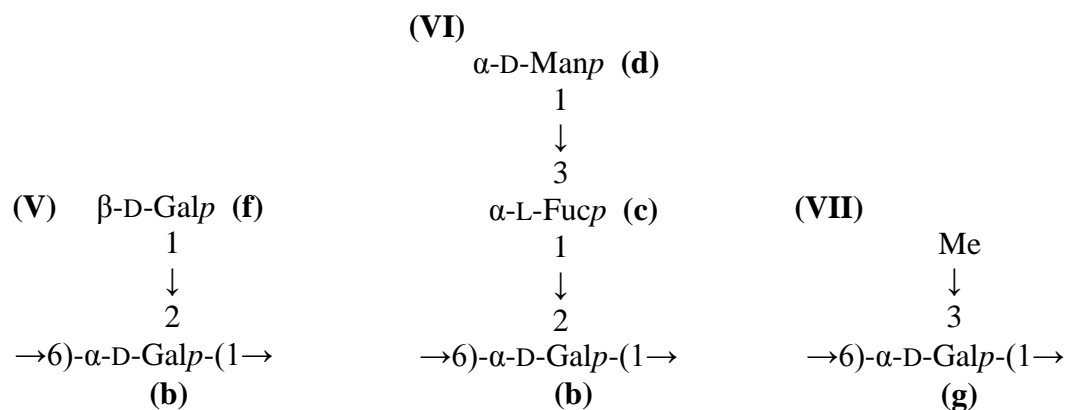 (VI)
α-D-Manp (d)
1
↓
3
(V) β-D-Galp (f) α-L-Fucp (c) (VII)
1 1 Me
↓ ↓ ↓
2 2 3
→6)-α-D-Galp-(1→ →6)-α-D-Galp-(1→ →6)-α-D-Galp-(1→
(b) (b) (g)